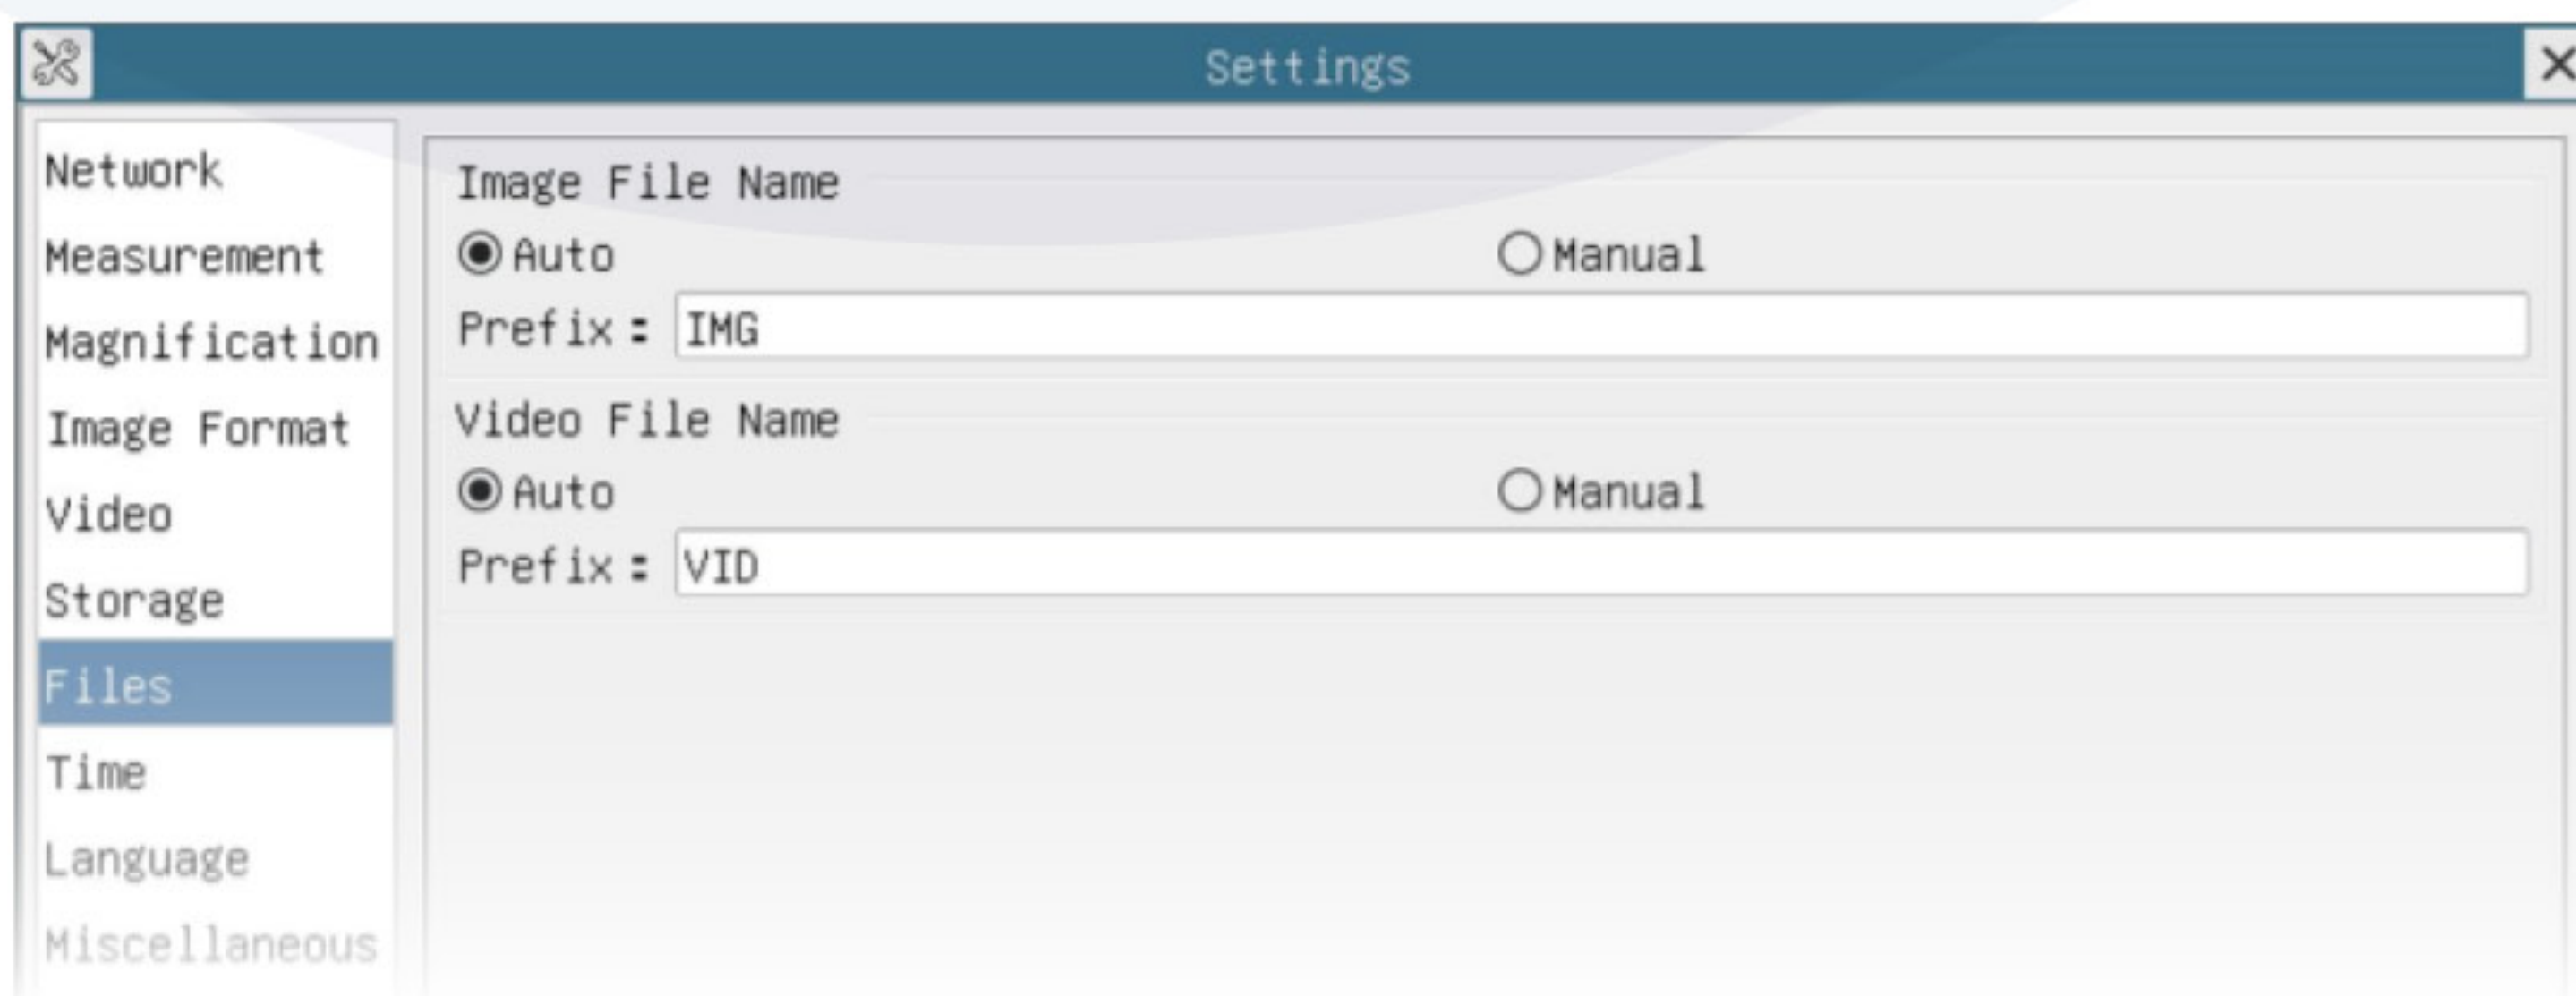 Settings
Network
Measurement
Magnification
Image Format
Video
Storage
Files
Time
Language
Miscellaneous
Image File Name
Auto Manual
Prefix: IMG
Video File Name
Auto Manual
Prefix: VID